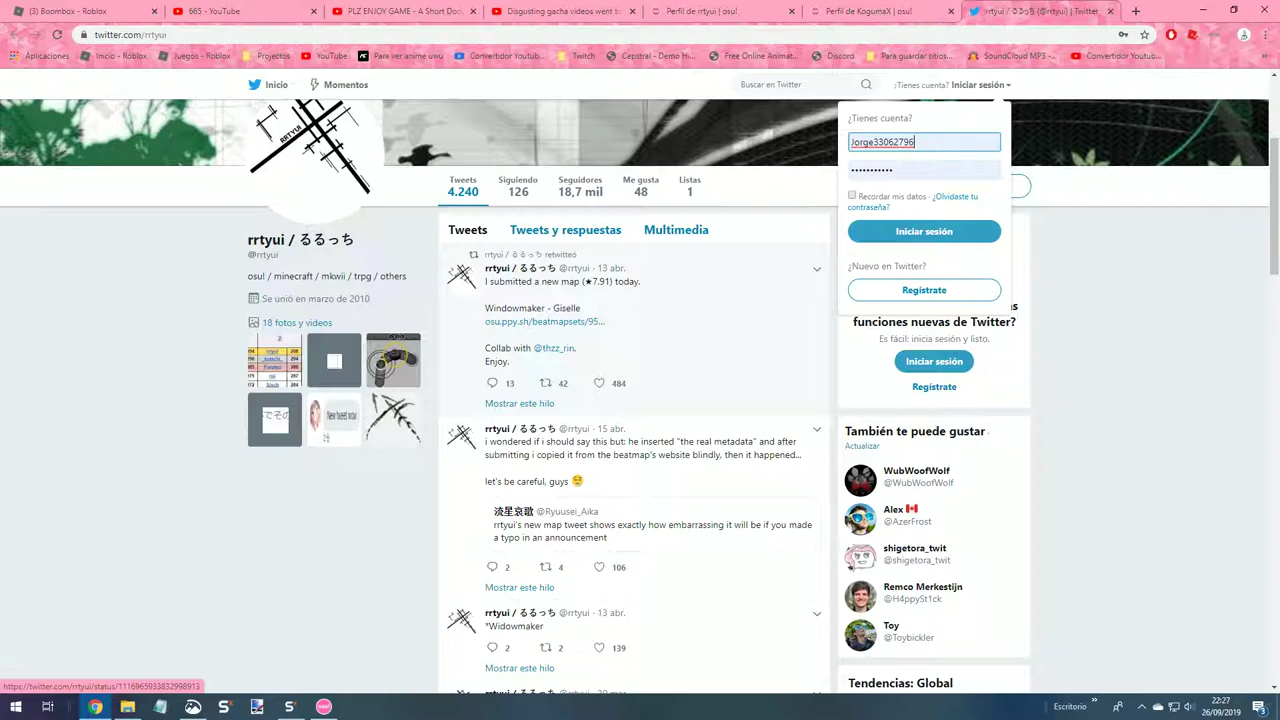 (3) Boombox - Roblox
665 - YouTube
PLZ ENJOY GAME - A Short Doc
Disgusting gacha videos went to
Perfil de rrtyui | osu!
Perfil de KogumaX | osu!
rrtyui / るるっち (@rrtyui) | Twitter
twitter.com/rrtyui
Aplicaciones
Inicio - Roblox
Juegos - Roblox
Projectos
YouTube
Para ver anime uwu
Convertidor Youtub...
Twitch
Cepstral - Demo Hi...
Free Online Animat...
Discord
Para guardar sitios...
SoundCloud MP3 -...
Convertidor Youtub...
Inicio
Momentos
Buscar en Twitter
¿Tienes cuenta? Iniciar sesión
RRTYUI
¿Tienes cuenta?
Jorge33062796
Recordar mis datos · ¿Olvidaste tu
contraseña?
Iniciar sesión
¿Nuevo en Twitter?
Regístrate
Tweets
4.240
Siguiendo
126
Seguidores
18,7 mil
Me gusta
48
Listas
1
rrtyui / るるっち
@rrtyui
osu! / minecraft / mkwii / trpg / others
Se unió en marzo de 2010
18 fotos y videos
New tweet wow
Tweets
Tweets y respuestas
Multimedia
rrtyui / るるっち retwitteó
rrtyui / るるっち @rrtyui · 13 abr.
I submitted a new map (★7.91) today.
Windowmaker - Giselle
osu.ppy.sh/beatmapsets/95...
Collab with @thzz_rin.
Enjoy.
13
42
484
Mostrar este hilo
rrtyui / るるっち @rrtyui · 15 abr.
i wondered if i should say this but: he inserted "the real metadata" and after
submitting i copied it from the beatmap's website blindly, then it happened...
let's be careful, guys
流星哀歌 @Ryuusei_Aika
rrtyui's new map tweet shows exactly how embarrassing it will be if you made
a typo in an announcement
2
4
106
Mostrar este hilo
rrtyui / るるっち @rrtyui · 13 abr.
*Widowmaker
2
2
139
Mostrar este hilo
funciones nuevas de Twitter?
Es fácil: inicia sesión y listo.
Iniciar sesión
Regístrate
También te puede gustar ·
Actualizar
WubWoofWolf
@WubWoofWolf
Alex
@AzerFrost
shigetora_twit
@shigetora_twit
Remco Merkestijn
@H4ppySt1ck
Toy
@Toybickler
Tendencias: Global
https://twitter.com/rrtyui/status/1116965933832998913
Escritorio
22:27
26/09/2019